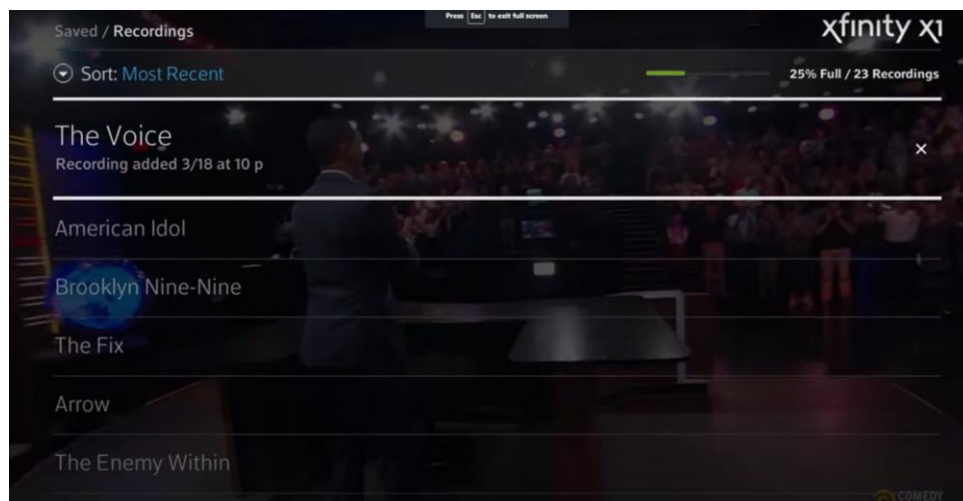 Press Esc to exit full screen
Saved / Recordings
xfinity x1
Sort: Most Recent
25% Full / 23 Recordings
The Voice
Recording added 3/18 at 10 p
×
American Idol
Brooklyn Nine-Nine
The Fix
Arrow
The Enemy Within
COMEDY